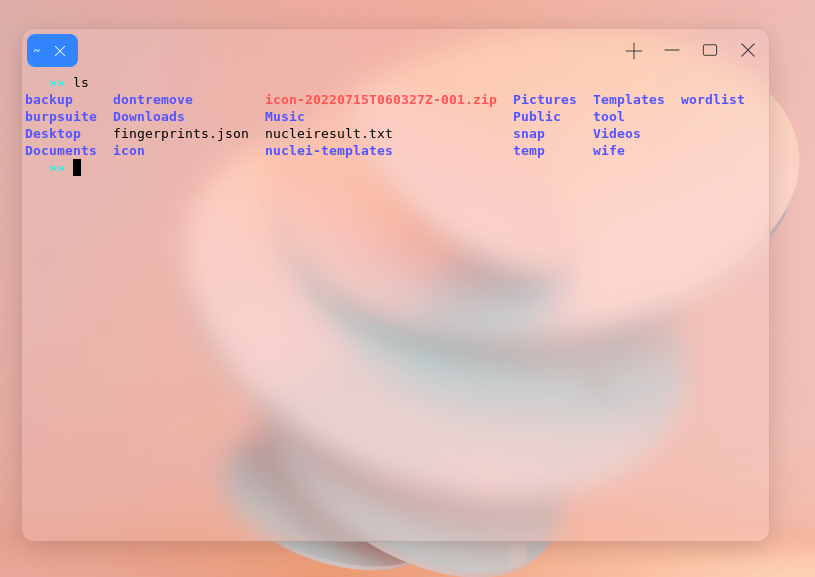 ~
»» ls
backup dontremove icon-20220715T060327Z-001.zip Pictures Templates wordlist
burpsuite Downloads Music Public tool
Desktop fingerprints.json nucleiresult.txt snap Videos
Documents icon nuclei-templates temp wife
»»